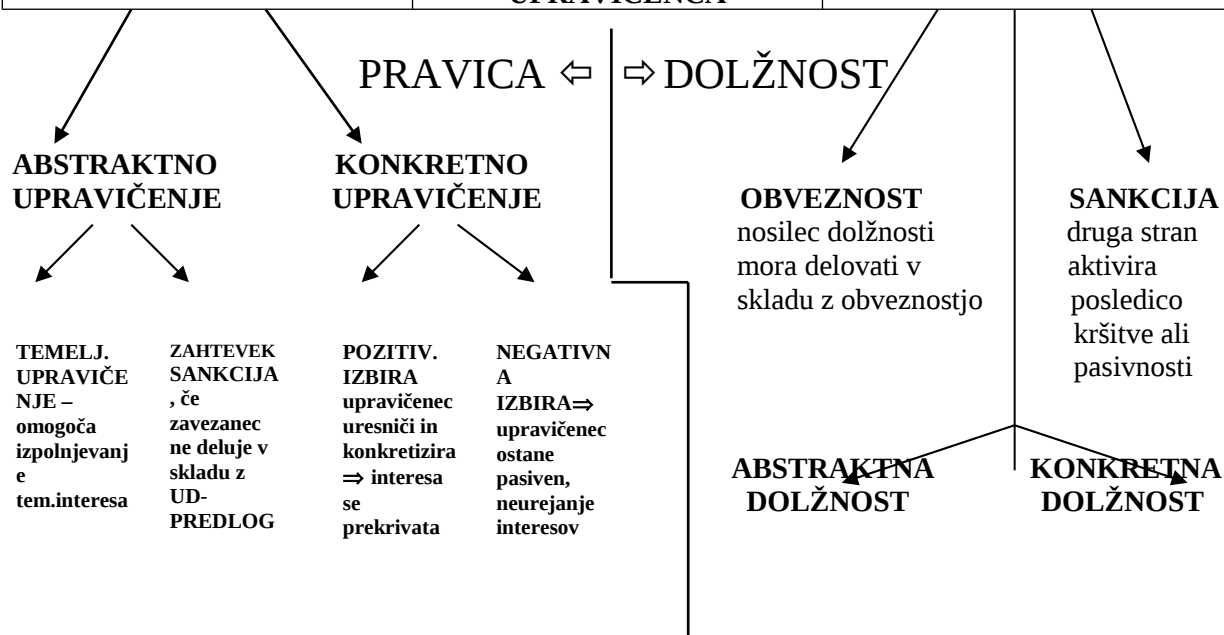 UPRAVIČENCA
PRAVICA ⇦ ⇨ DOLŽNOST
ABSTRAKTNO
UPRAVIČENJE
KONKRETNO
UPRAVIČENJE
OBVEZNOST
nosilec dolžnosti
mora delovati v
skladu z obveznostjo
SANKCIJA
druga stran
aktivira
posledico
kršitve ali
pasivnosti
TEMELJ.
UPRAVIČE
NJE –
omogoča
izpolnjevanj
e
tem.interesa
ZAHTEVEK
SANKCIJA
, če
zavezanec
ne deluje v
skladu z
UD-
PREDLOG
POZITIV.
IZBIRA
upravičenec
uresniči in
konkretizira
⇒ interesa
se
prekrivata
NEGATIVN
A
IZBIRA⇒
upravičenec
ostane
pasiven,
neurejanje
interesov
ABSTRAKTNA
DOLŽNOST
KONKRETNA
DOLŽNOST